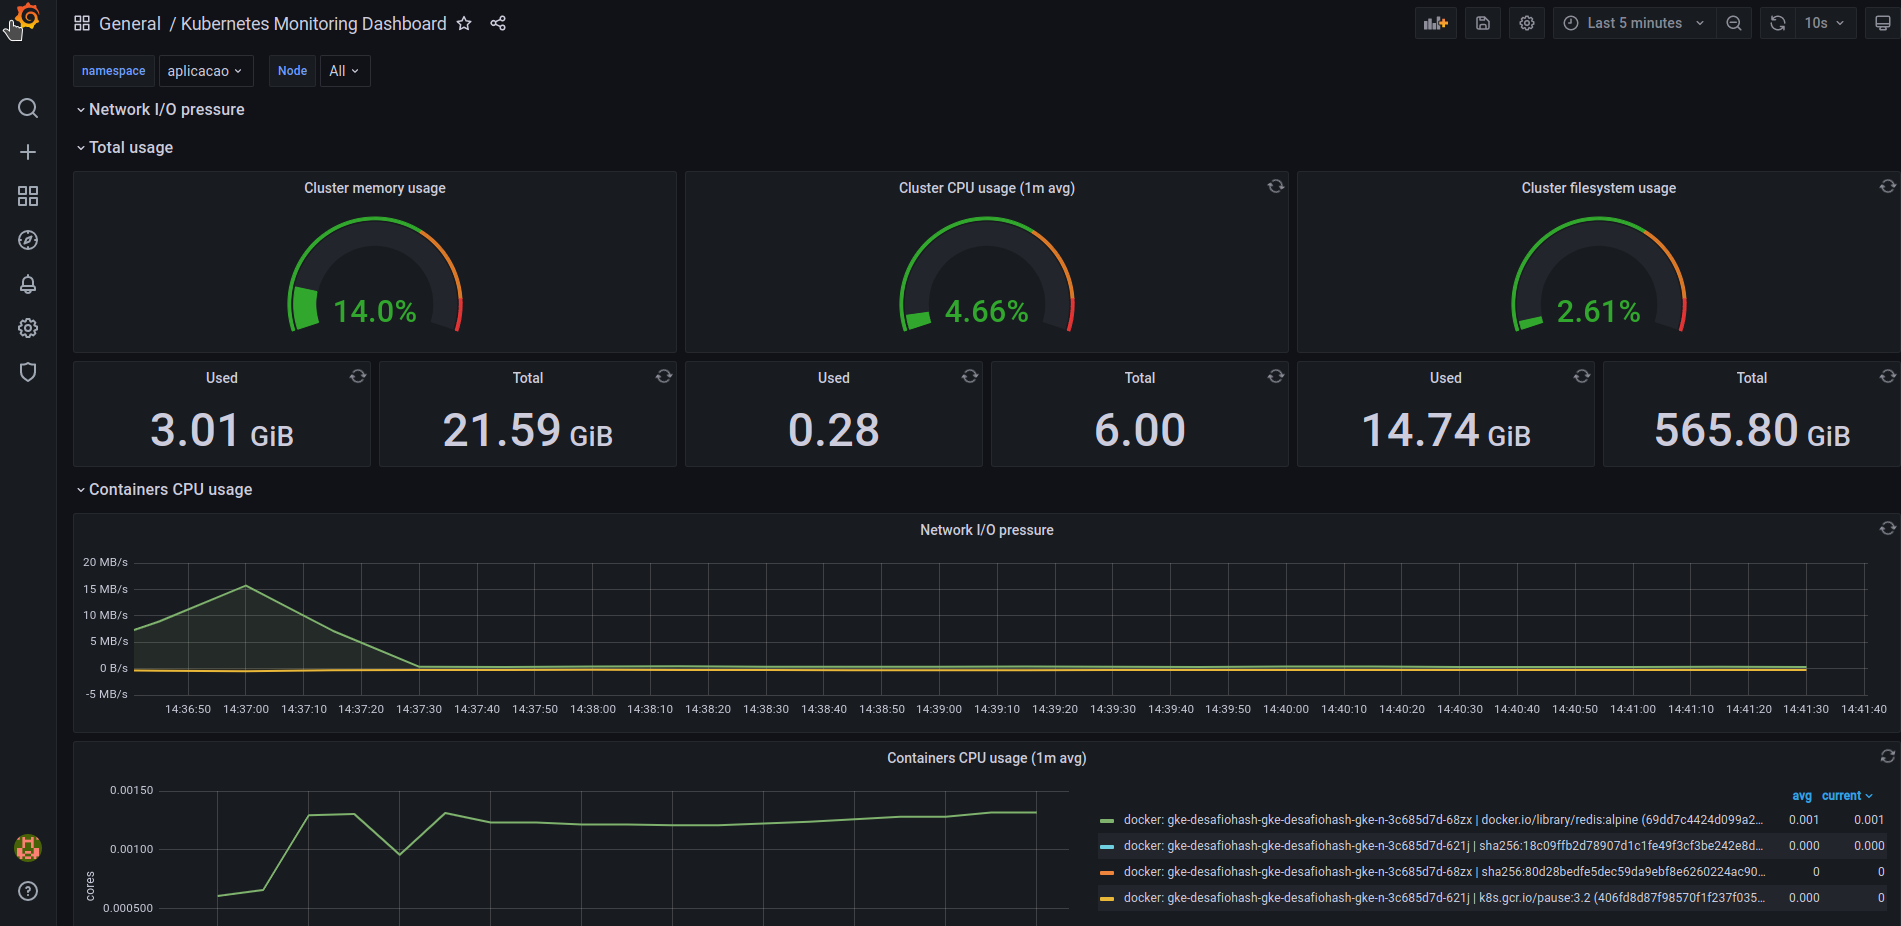 General / Kubernetes Monitoring Dashboard
Last 5 minutes
10s
namespace aplicacao Node All
Network I/O pressure
Total usage
Cluster memory usage
14.0%
Cluster CPU usage (1m avg)
4.66%
Cluster filesystem usage
2.61%
Used
3.01 GiB
Total
21.59 GiB
Used
0.28
Total
6.00
Used
14.74 GiB
Total
565.80 GiB
Containers CPU usage
Network I/O pressure
20 MB/s
15 MB/s
10 MB/s
5 MB/s
0 B/s
-5 MB/s
14:36:50 14:37:00 14:37:10 14:37:20 14:37:30 14:37:40 14:37:50 14:38:00 14:38:10 14:38:20 14:38:30 14:38:40 14:38:50 14:39:00 14:39:10 14:39:20 14:39:30 14:39:40 14:39:50 14:40:00 14:40:10 14:40:20 14:40:30 14:40:40 14:40:50 14:41:00 14:41:10 14:41:20 14:41:30 14:41:40
Containers CPU usage (1m avg)
0.00150
0.00100
0.000500
cores
avg current
docker: gke-desafiohash-gke-desafiohash-gke-n-3c685d7d-68zx | docker.io/library/redis:alpine (69dd7c4424d099a2... 0.001 0.001
docker: gke-desafiohash-gke-desafiohash-gke-n-3c685d7d-621j | sha256:18c09ffb2d78907d1c1fe49f3cf3be242e8d... 0.000 0.000
docker: gke-desafiohash-gke-desafiohash-gke-n-3c685d7d-68zx | sha256:80d28bedfe5dec59da9ebf8e6260224ac90... 0 0
docker: gke-desafiohash-gke-desafiohash-gke-n-3c685d7d-621j | k8s.gcr.io/pause:3.2 (406fd8d87f98570f1f237f035... 0.000 0